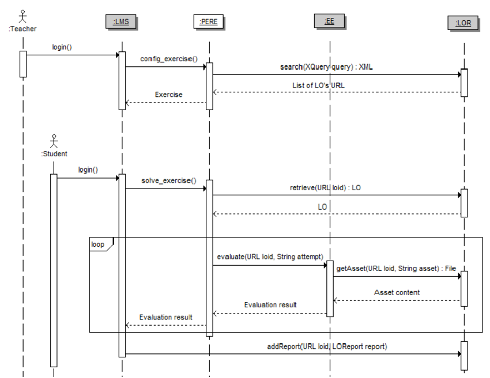 :Teacher
:LMS
:PERE
:EE
:LOR
login()
config_exercise()
search(XQuery query) : XML
List of LO's URL
Exercise
:Student
login()
solve_exercise()
retrieve(URL loid) : LO
LO
loop
evaluate(URL loid, String attempt)
getAsset(URL loid, String asset) : File
Asset content
Evaluation result
Evaluation result
addReport(URL loid, LOReport report)